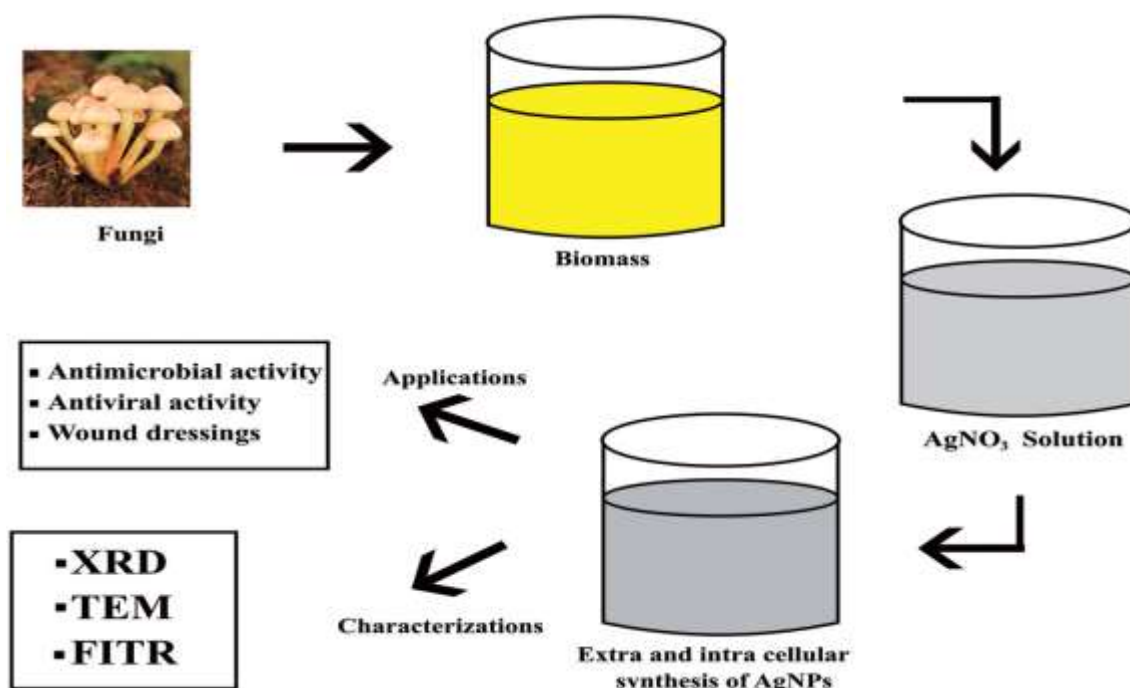 Fungi
Biomass
AgNO₃ Solution
Extra and intra cellular
synthesis of AgNPs
Applications
▪ Antimicrobial activity
▪ Antiviral activity
▪ Wound dressings
Characterizations
▪XRD
▪TEM
▪FITR